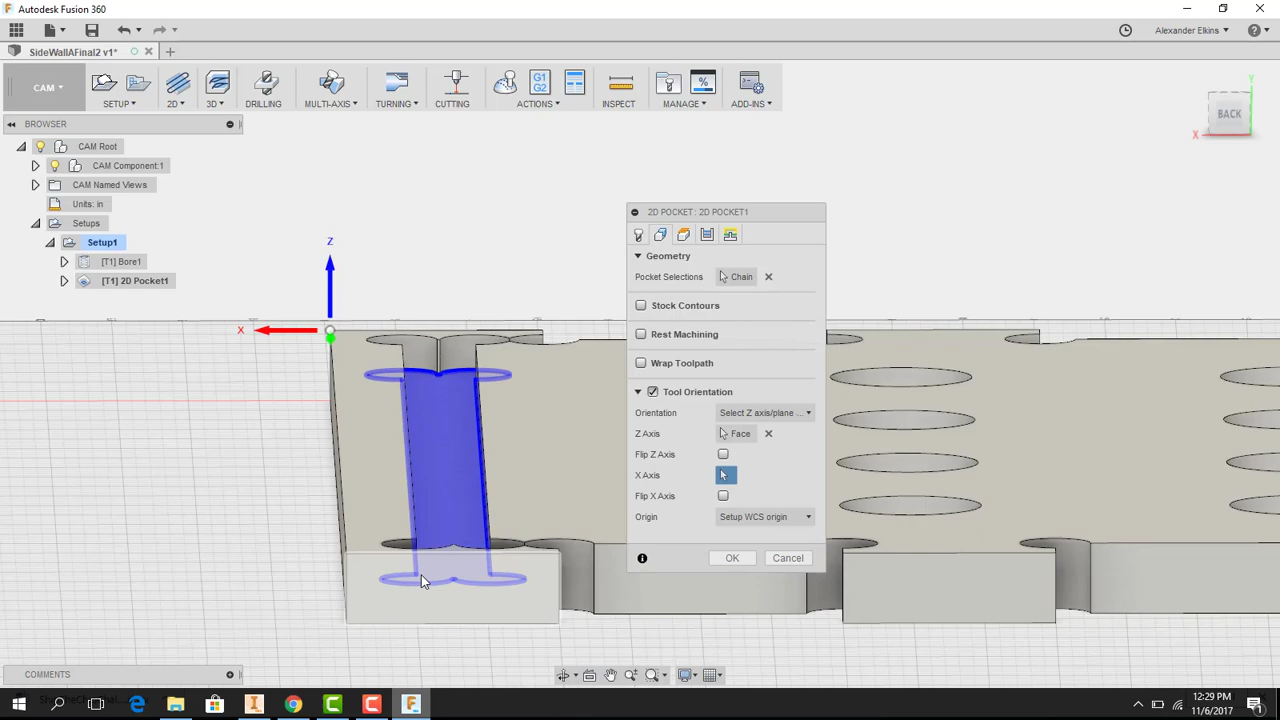 Autodesk Fusion 360
Alexander Elkins
SideWallAFinal2 v1*
CAM
SETUP
2D
3D
DRILLING
MULTI-AXIS
TURNING
CUTTING
G1
G2
ACTIONS
INSPECT
%
MANAGE
ADD-INS
BROWSER
CAM Root
CAM Component:1
CAM Named Views
Units: in
Setups
Setup1
[T1] Bore1
[T1] 2D Pocket1
Y
BACK
X
Z
X
2D POCKET : 2D POCKET1
Geometry
Pocket Selections Chain
Stock Contours
Rest Machining
Wrap Toolpath
Tool Orientation
Orientation Select Z axis/plane ...
Z Axis Face
Flip Z Axis
X Axis
Flip X Axis
Origin Setup WCS origin
OK Cancel
COMMENTS
12:29 PM
11/6/2017
1